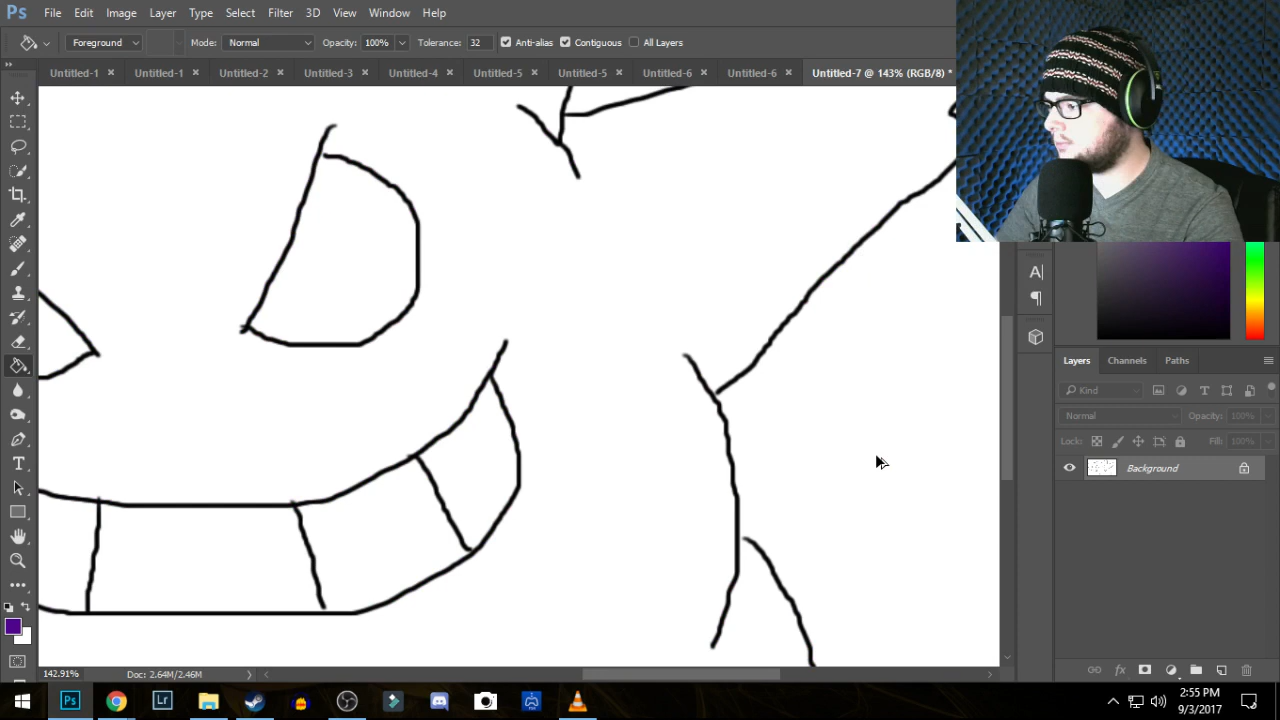 Ps File Edit Image Layer Type Select Filter 3D View Window Help
Foreground Mode: Normal Opacity: 100% Tolerance: 32 Anti-alias Contiguous All Layers
Untitled-1 × Untitled-1 × Untitled-2 × Untitled-3 × Untitled-4 × Untitled-5 × Untitled-5 × Untitled-6 × Untitled-6 × Untitled-7 @ 143% (RGB/8) *
A
Layers Channels Paths
Kind
Normal Opacity: 100%
Lock: Fill: 100%
Background
fx
142.91% Doc: 2.64M/2.46M
Ps Lr 2:55 PM
9/3/2017